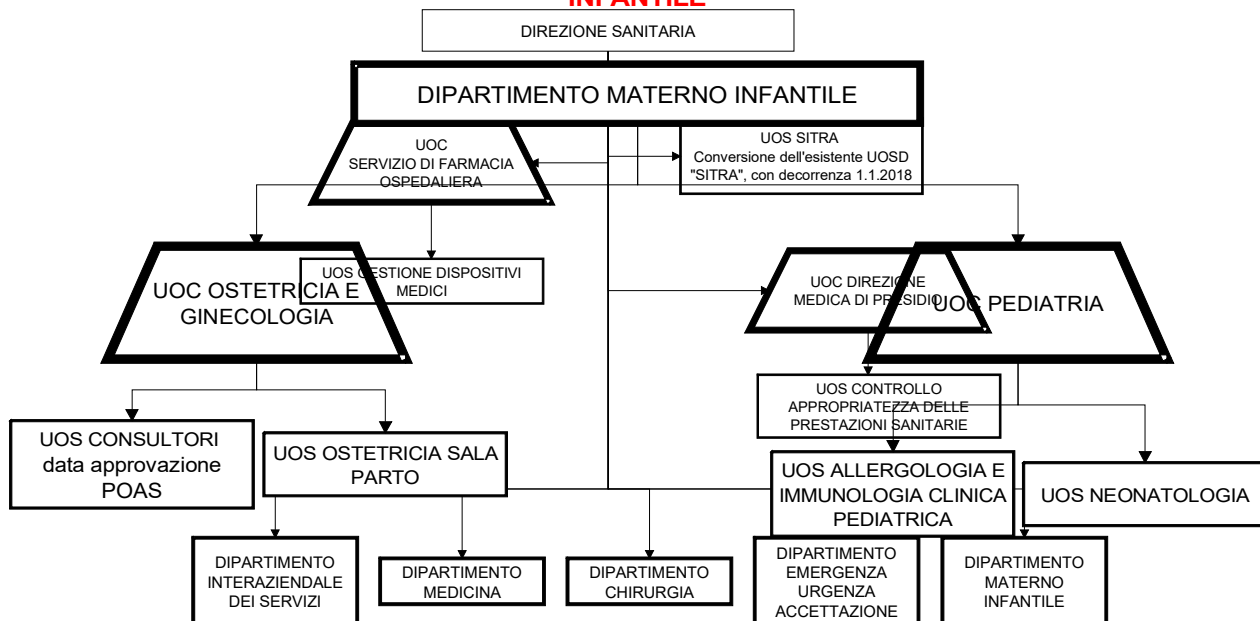 INFANTILE
DIREZIONE SANITARIA
DIPARTIMENTO MATERNO INFANTILE
UOC
SERVIZIO DI FARMACIA
OSPEDALIERA
UOS SITRA
Conversione dell'esistente UOSD
"SITRA", con decorrenza 1.1.2018
UOS GESTIONE DISPOSITIVI
MEDICI
UOC OSTETRICIA E
GINECOLOGIA
UOC DIREZIONE
MEDICA DI PRESIDIO
UOC PEDIATRIA
UOS CONTROLLO
APPROPRIATEZZA DELLE
PRESTAZIONI SANITARIE
UOS CONSULTORI
data approvazione
POAS
UOS OSTETRICIA SALA
PARTO
UOS ALLERGOLOGIA E
IMMUNOLOGIA CLINICA
PEDIATRICA
UOS NEONATOLOGIA
DIPARTIMENTO
INTERAZIENDALE
DEI SERVIZI
DIPARTIMENTO
MEDICINA
DIPARTIMENTO
CHIRURGIA
DIPARTIMENTO
EMERGENZA
URGENZA
ACCETTAZIONE
DIPARTIMENTO
MATERNO
INFANTILE